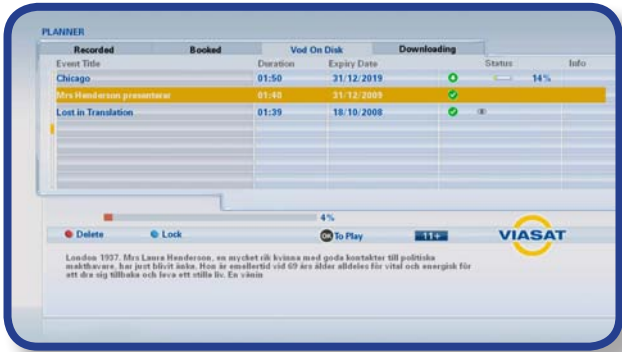 PLANNER
Recorded Booked Vod On Disk Downloading
Event Title Duration Expiry Date Status Info
Chicago 01:50 31/12/2019 14%
Mrs Henderson presenterar 01:40 31/12/2009
Lost in Translation 01:39 18/10/2008
4%
Delete Lock OK To Play 11+ VIASAT
London 1937. Mrs Laura Henderson, en mycket rik kvinna med goda kontakter till politiska
makthavare, har just blivit änka. Hon är emellertid vid 69 års ålder alldeles för vital och energisk för
att dra sig tillbaka och leva ett stilla liv. En vänin